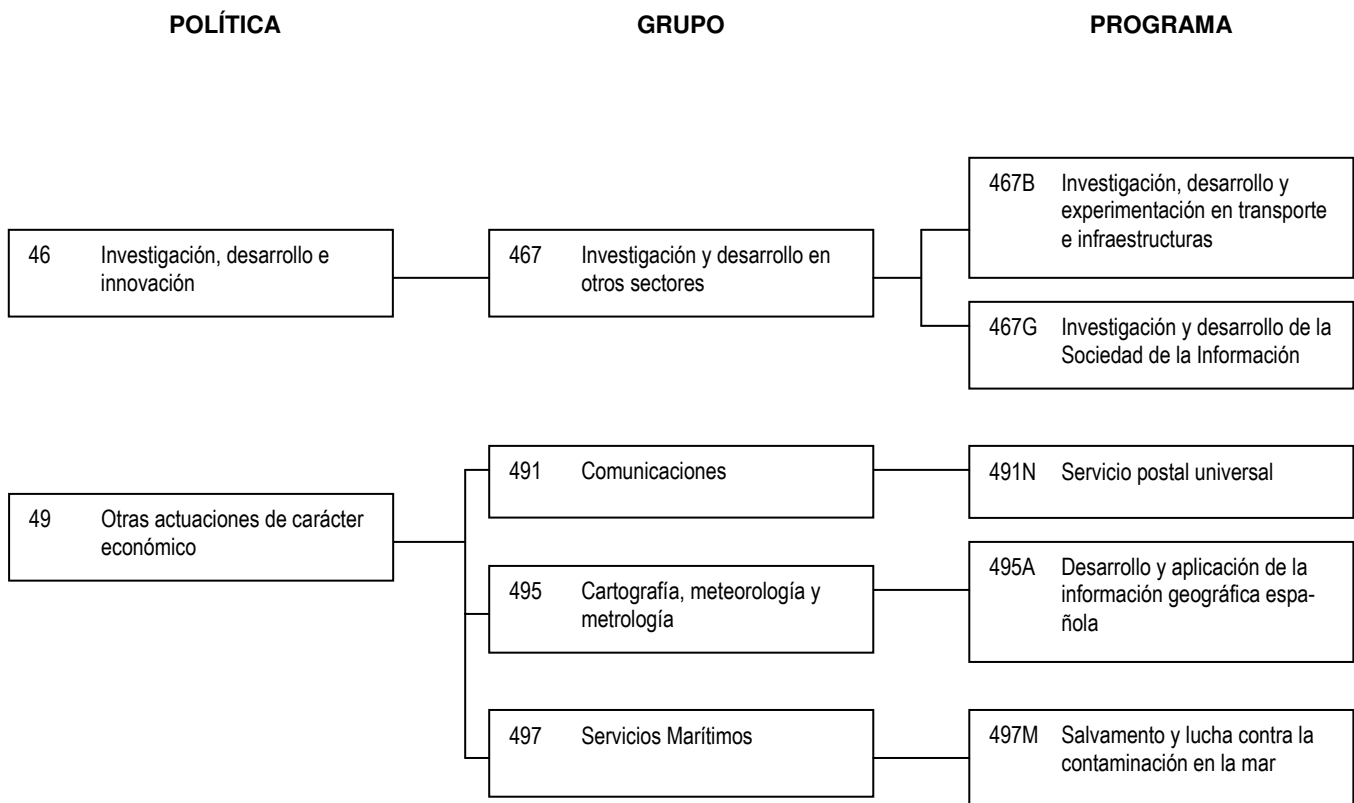 POLÍTICA GRUPO PROGRAMA
46 Investigación, desarrollo e
innovación
467 Investigación y desarrollo en
otros sectores
467B Investigación, desarrollo y
experimentación en transporte
e infraestructuras
467G Investigación y desarrollo de la
Sociedad de la Información
49 Otras actuaciones de carácter
económico
491 Comunicaciones
491N Servicio postal universal
495 Cartografía, meteorología y
metrología
495A Desarrollo y aplicación de la
información geográfica espa-
ñola
497 Servicios Marítimos
497M Salvamento y lucha contra la
contaminación en la mar